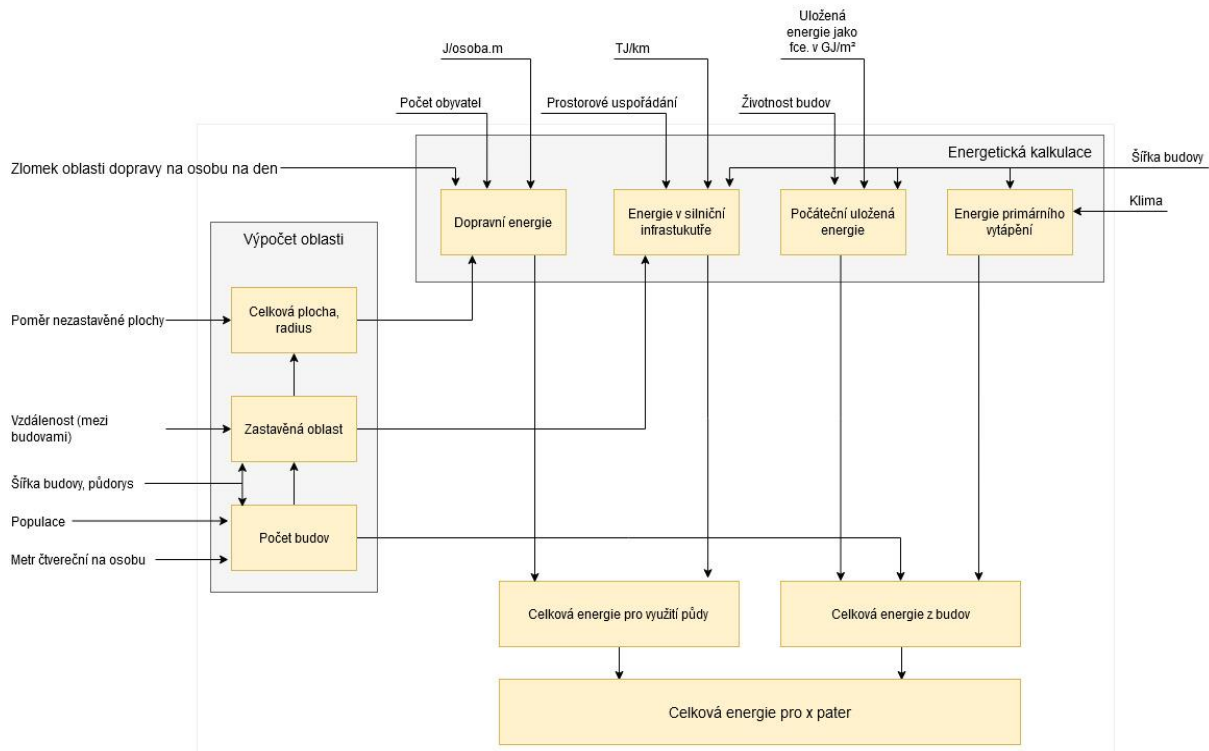 Uložená
energie jako
fce. v GJ/m²
J/osoba.m
TJ/km
Počet obyvatel
Prostorové uspořádání
Životnost budov
Energetická kalkulace
Šířka budovy
Zlomek oblasti dopravy na osobu na den
Klima
Dopravní energie
Energie v silniční
infrastukutře
Počáteční uložená
energie
Energie primárního
vytápění
Výpočet oblasti
Poměr nezastavěné plochy
Celková plocha,
radius
Vzdálenost (mezi
budovami)
Zastavěná oblast
Šířka budovy, půdorys
Populace
Počet budov
Metr čtvereční na osobu
Celková energie pro využití půdy
Celková energie z budov
Celková energie pro x pater